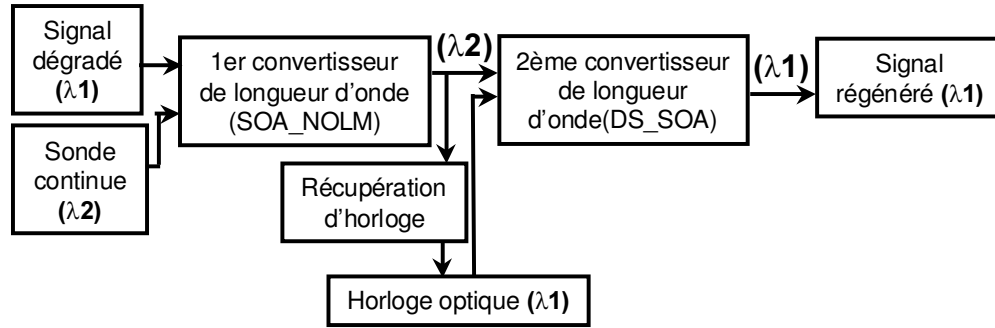 Signal
dégradé
(λ1)
Sonde
continue
(λ2)
1er convertisseur
de longueur d'onde
(SOA_NOLM)
(λ2)
Récupération
d'horloge
Horloge optique (λ1)
2ème convertisseur
de longueur
d'onde(DS_SOA)
(λ1)
Signal
régénéré (λ1)